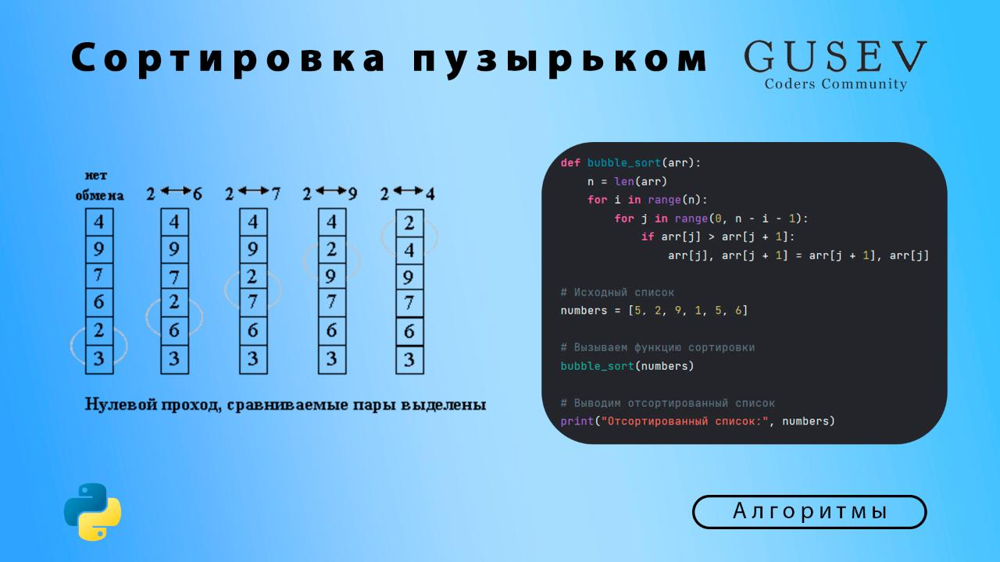 Сортировка пузырьком
GUSEV
Coders Community
нет
обмена 2 6 2 7 2 9 2 4
4 4 4 4 2
9 9 9 2 4
7 7 2 9 9
6 2 7 7 7
2 6 6 6 6
3 3 3 3 3
Нулевой проход, сравниваемые пары выделены
def bubble_sort(arr):
    n = len(arr)
    for i in range(n):
        for j in range(0, n - i - 1):
            if arr[j] > arr[j + 1]:
                arr[j], arr[j + 1] = arr[j + 1], arr[j]
# Исходный список
numbers = [5, 2, 9, 1, 5, 6]
# Вызываем функцию сортировки
bubble_sort(numbers)
# Выводим отсортированный список
print("Отсортированный список:", numbers)
Алгоритмы